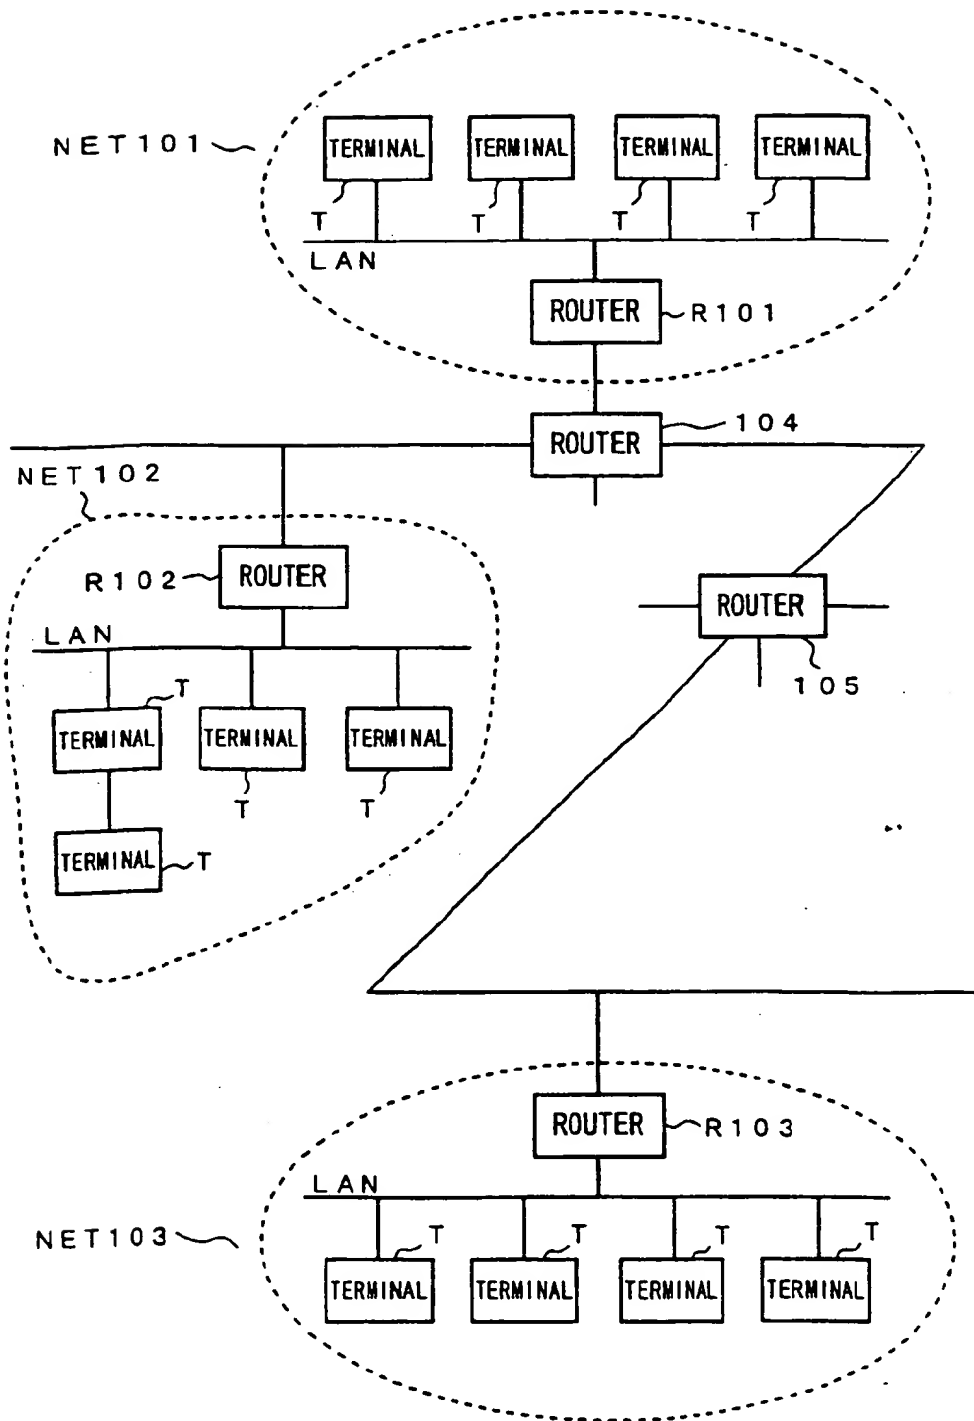 NET101
TERMINAL TERMINAL TERMINAL TERMINAL
T T T T
LAN
ROUTER R101
ROUTER 104
NET102
R102 ROUTER
ROUTER
105
LAN
T
TERMINAL TERMINAL TERMINAL
T T
TERMINAL T
ROUTER R103
LAN
NET103
T T T T
TERMINAL TERMINAL TERMINAL TERMINAL